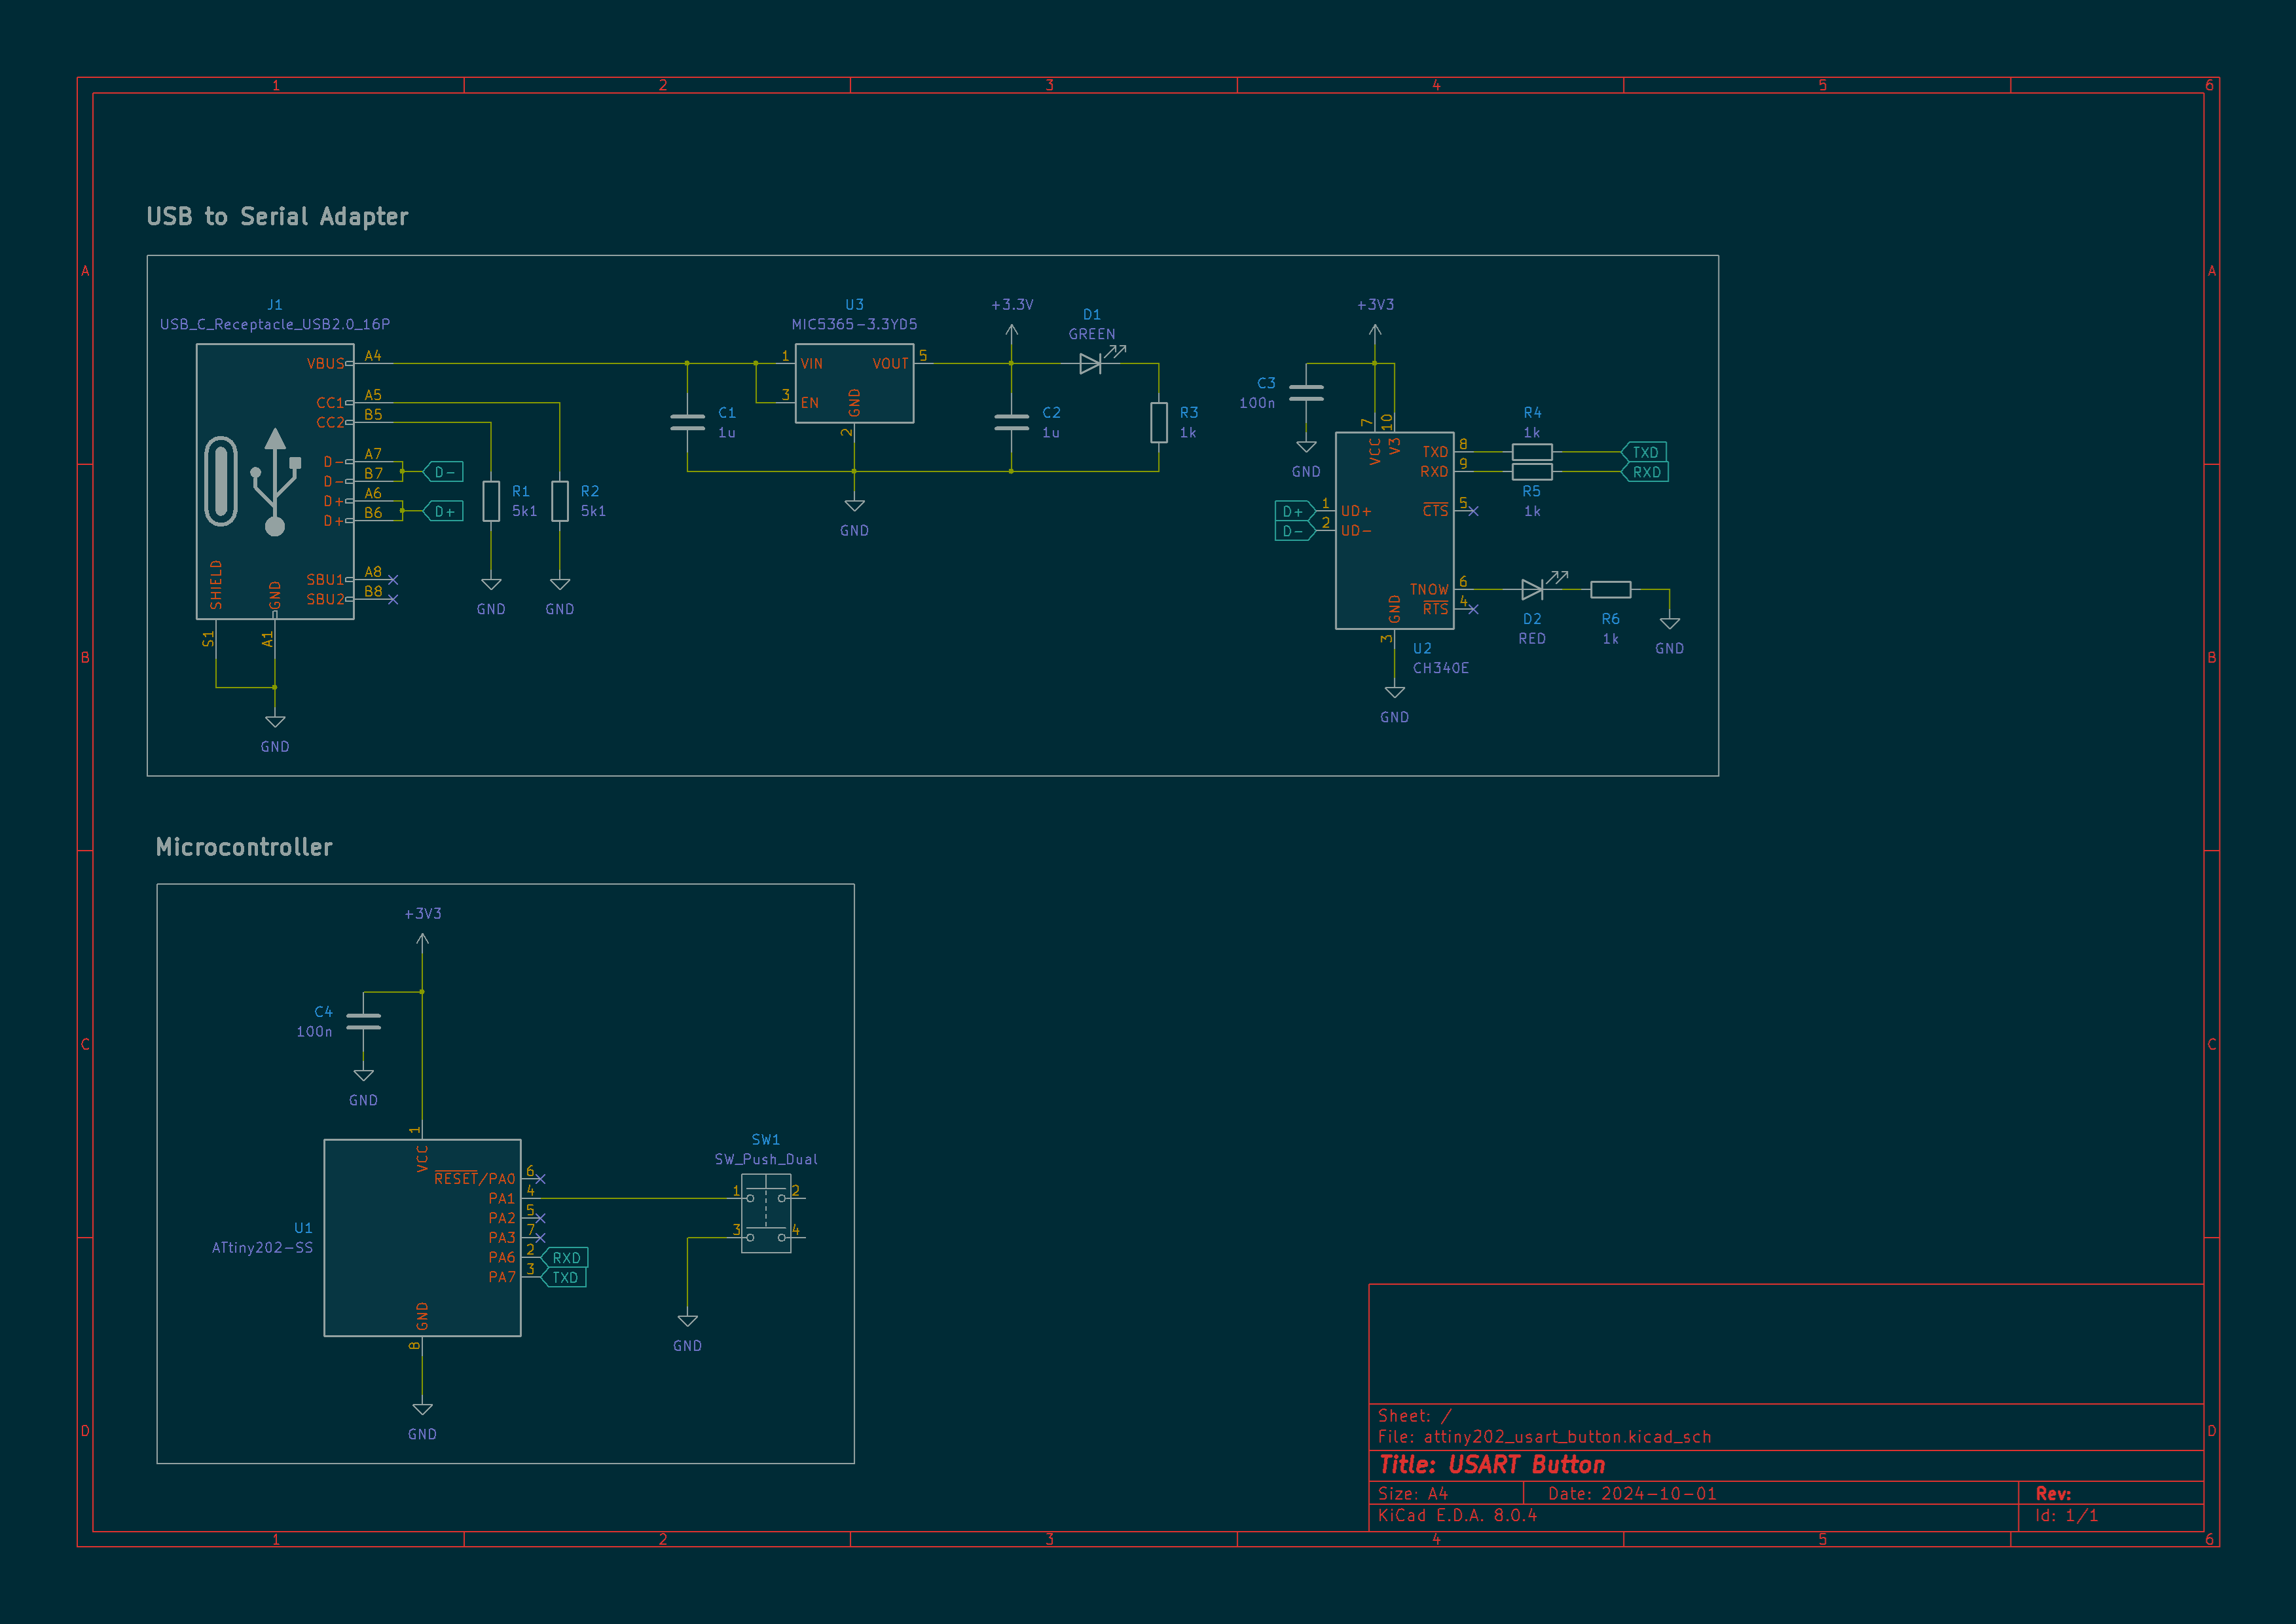 1 2 3 4 5 6
A A
B B
C C
D D
USB to Serial Adapter
J1
USB_C_Receptacle_USB2.0_16P
VBUS A4
CC1 A5
CC2 B5
D- A7
D- B7
D+ A6
D+ B6
SBU1 A8
SBU2 B8
SHIELD
GND
S1
A1
GND
D-
D+
R1
5k1
GND
R2
5k1
GND
C1
1u
U3
MIC5365-3.3YD5
1 VIN
3 EN
VOUT 5
GND
2
GND
+3.3V
C2
1u
D1
GREEN
R3
1k
+3V3
C3
100n
GND
7
10
VCC
V3
TXD 8
RXD 9
CTS 5
TNOW 6
RTS 4
D+ 1 UD+
D- 2 UD-
GND
3
U2
CH340E
GND
R4
1k
TXD
RXD
R5
1k
D2
RED
R6
1k
GND
Microcontroller
+3V3
C4
100n
GND
1
VCC
RESET/PA0 6
PA1 4
PA2 5
PA3 7
PA6 2 RXD
PA7 3 TXD
U1
ATtiny202-SS
GND
8
GND
SW1
SW_Push_Dual
1 2
3 4
GND
Sheet: /
File: attiny202_usart_button.kicad_sch
Title: USART Button
Size: A4 Date: 2024-10-01 Rev:
KiCad E.D.A. 8.0.4 Id: 1/1
1 2 3 4 5 6